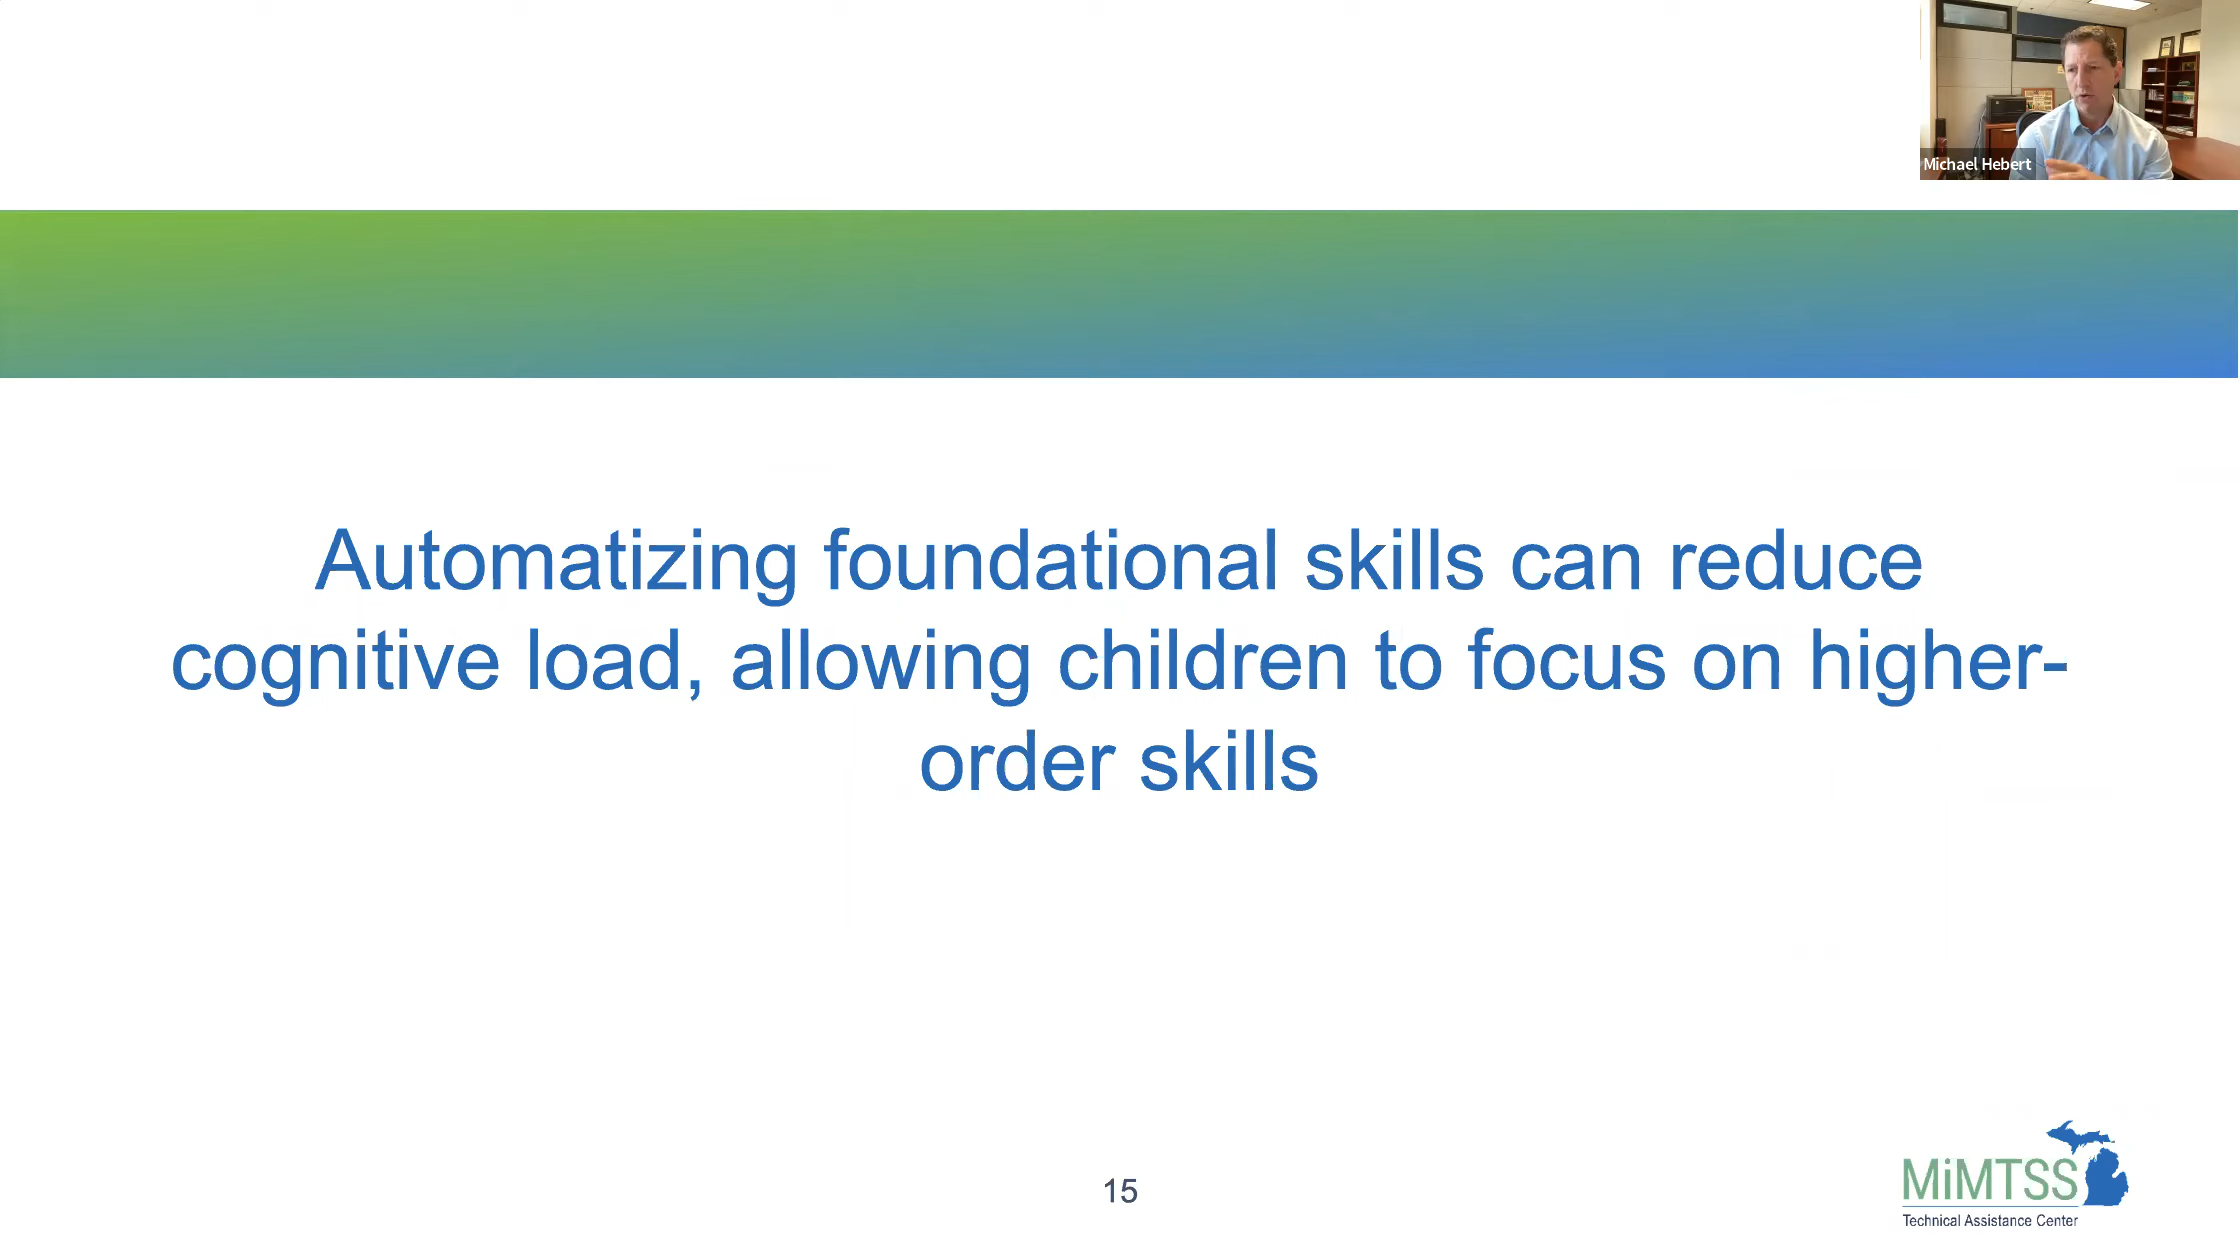 Michael Hebert
Automatizing foundational skills can reduce
cognitive load, allowing children to focus on higher-
order skills
15
MiMTSS
Technical Assistance Center